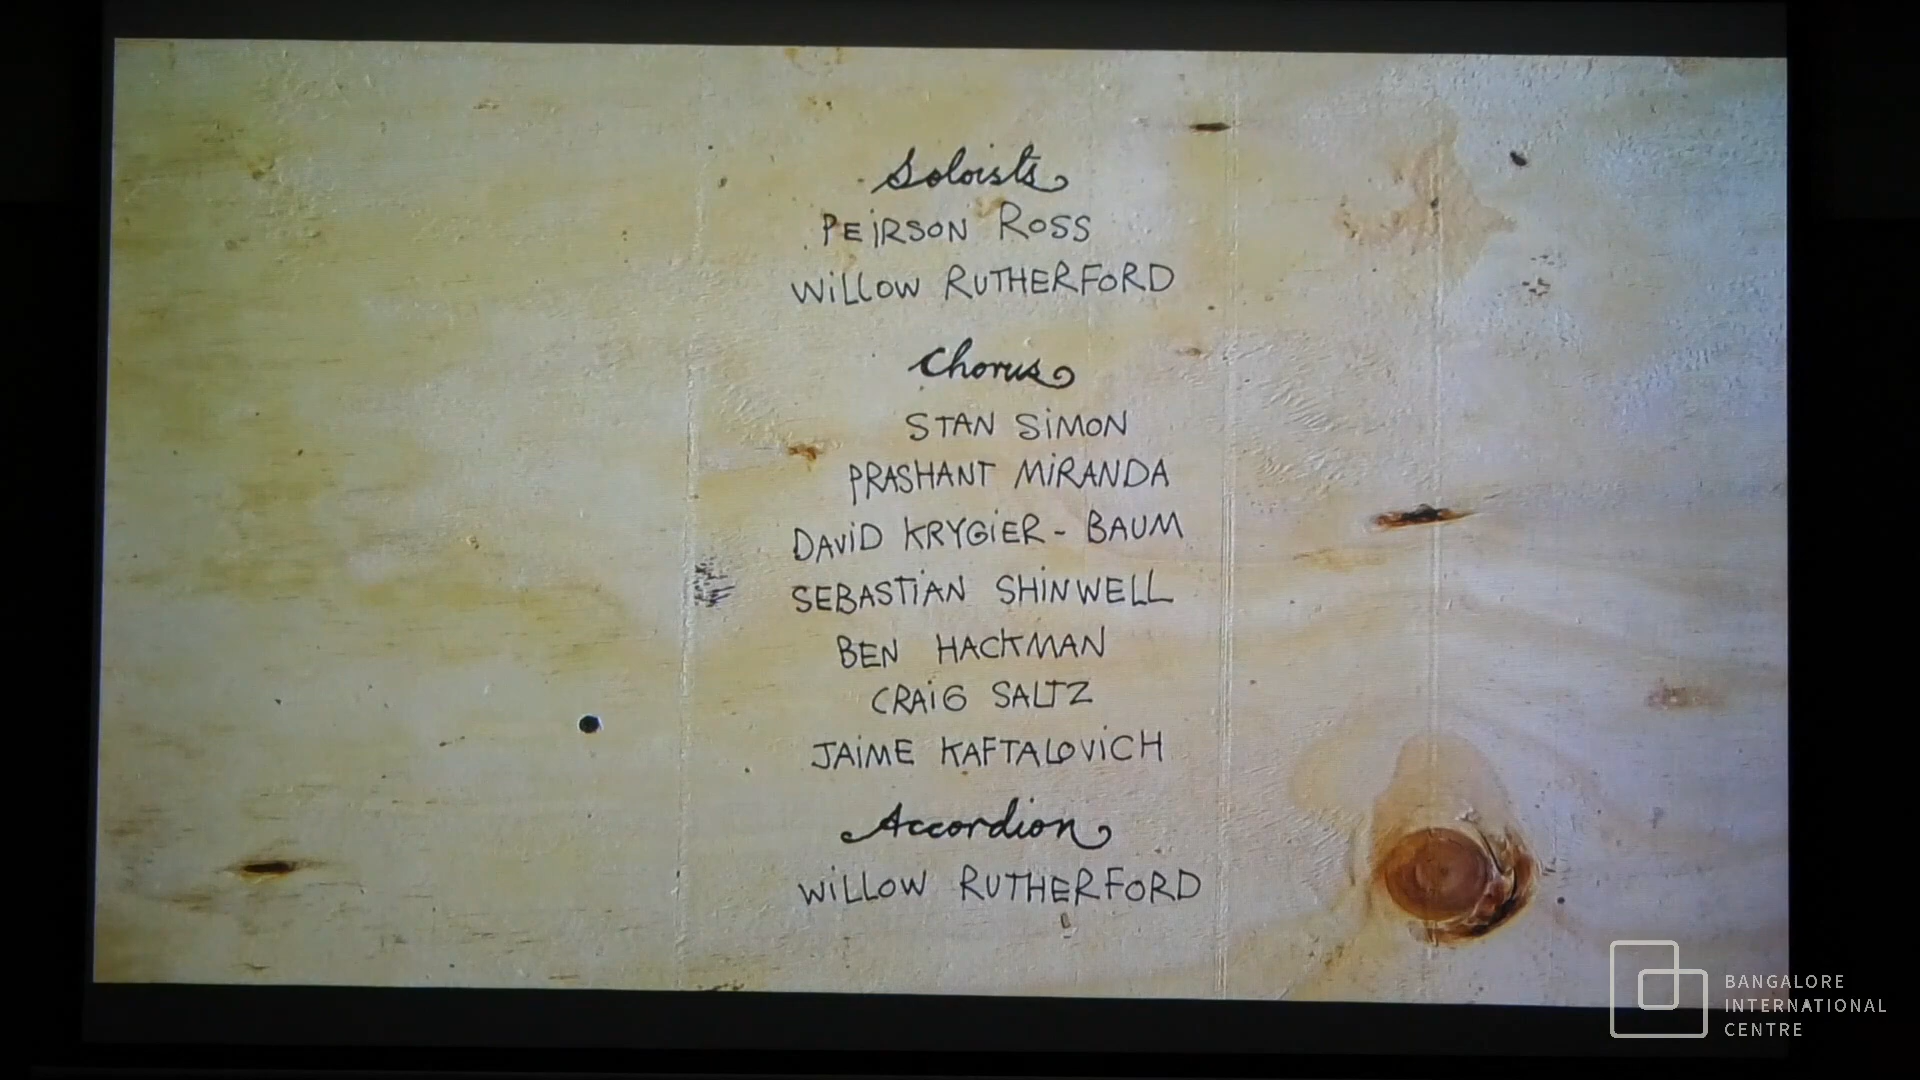 Soloists
PEIRSON ROSS
WILLOW RUTHERFORD
Chorus
STAN SIMON
PRASHANT MIRANDA
DAVID KRYGIER - BAUM
SEBASTIAN SHINWELL
BEN HACKMAN
CRAIG SALTZ
JAIME KAFTALOVICH
Accordion
WILLOW RUTHERFORD
BANGALORE
INTERNATIONAL
CENTRE